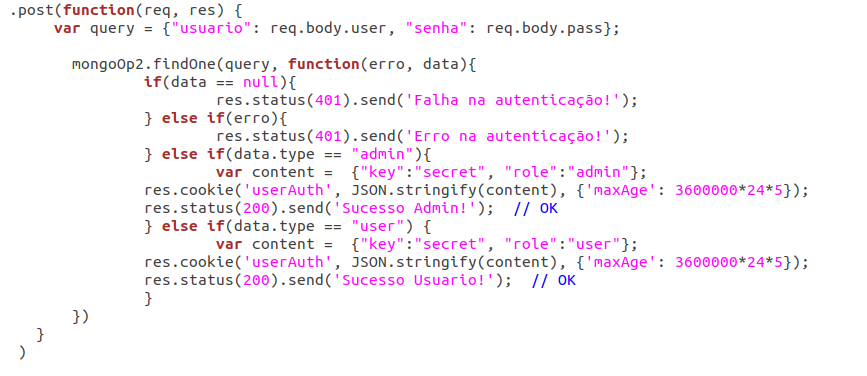 .post(function(req, res) {
var query = {"usuario": req.body.user, "senha": req.body.pass};
mongoOp2.findOne(query, function(erro, data){
if(data == null){
res.status(401).send('Falha na autenticação!');
} else if(erro){
res.status(401).send('Erro na autenticação!');
} else if(data.type == "admin"){
var content =  {"key":"secret", "role":"admin"};
res.cookie('userAuth', JSON.stringify(content), {'maxAge': 3600000*24*5});
res.status(200).send('Sucesso Admin!');  // OK
} else if(data.type == "user") {
var content =  {"key":"secret", "role":"user"};
res.cookie('userAuth', JSON.stringify(content), {'maxAge': 3600000*24*5});
res.status(200).send('Sucesso Usuario!');  // OK
}
})
}
)